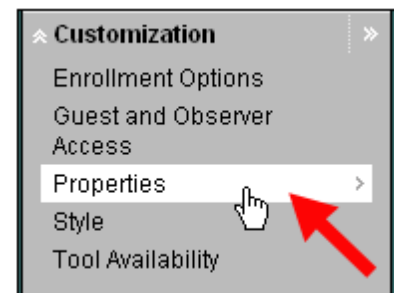 Customization
Enrollment Options
Guest and Observer
Access
Properties
Style
Tool Availability